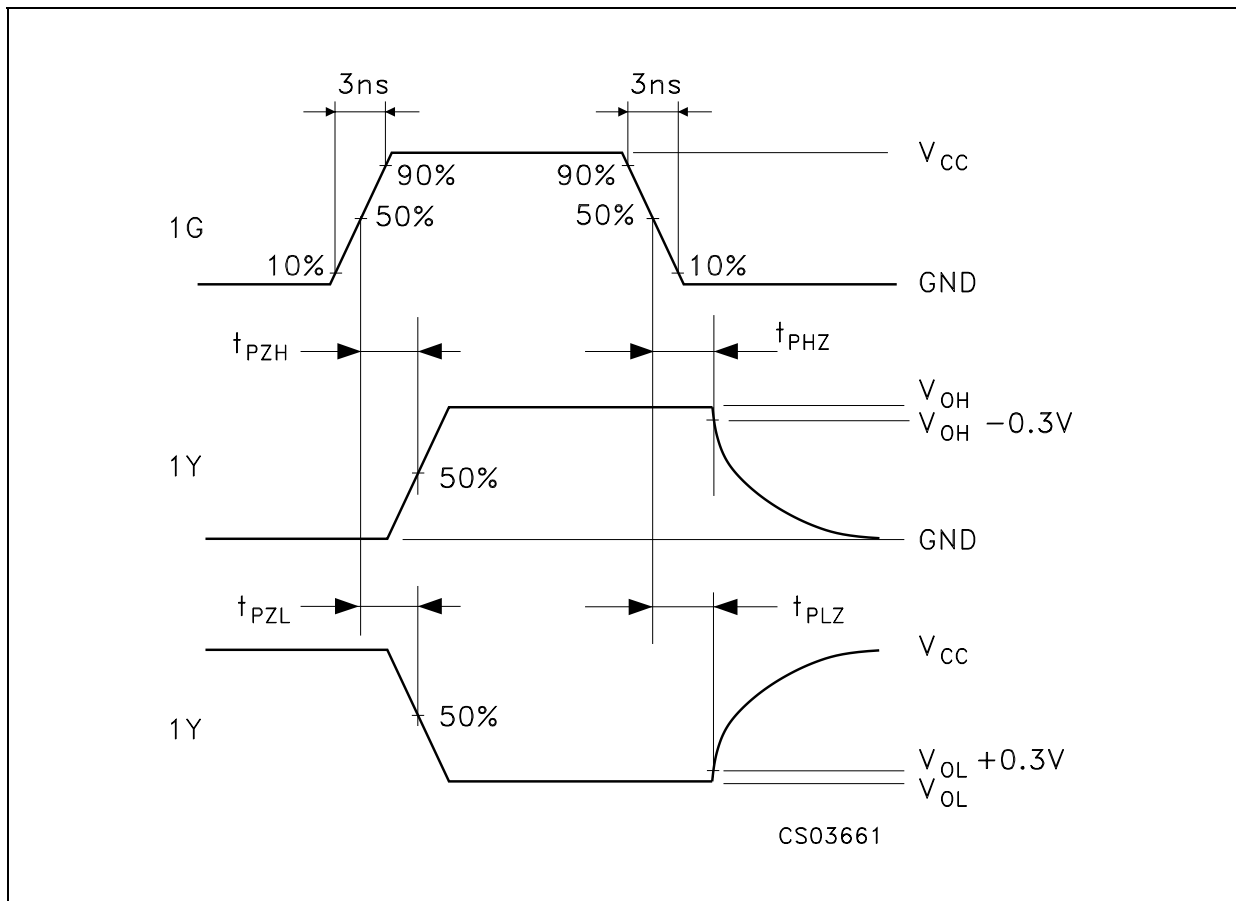 3ns 3ns
90% 90% V_CC
1G 50% 50%
10% 10% GND
t_PZH t_PHZ
V_OH
V_OH −0.3V
1Y 50%
GND
t_PZL t_PLZ
V_CC
1Y 50%
V_OL +0.3V
V_OL
CS03661